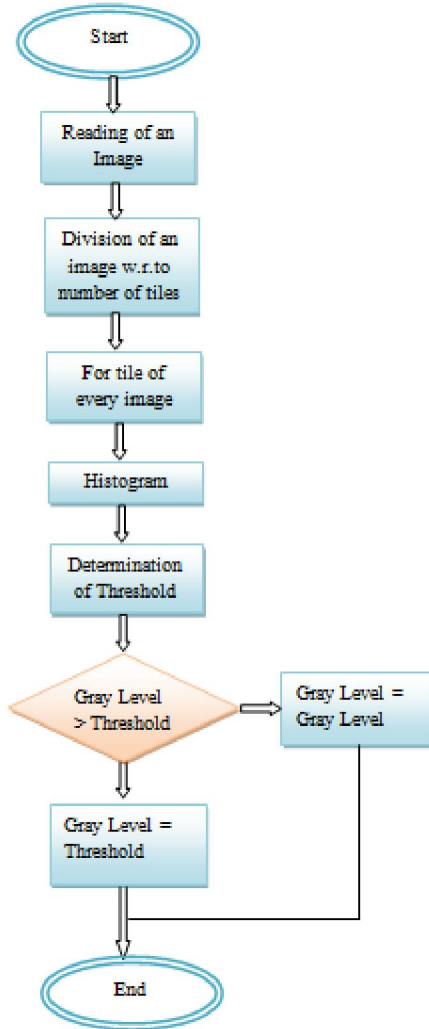 Start
Reading of an
Image
Division of an
image w.r.to
number of tiles
For tile of
every image
Histogram
Determination
of Threshold
Gray Level
> Threshold
Gray Level =
Gray Level
Gray Level =
Threshold
End